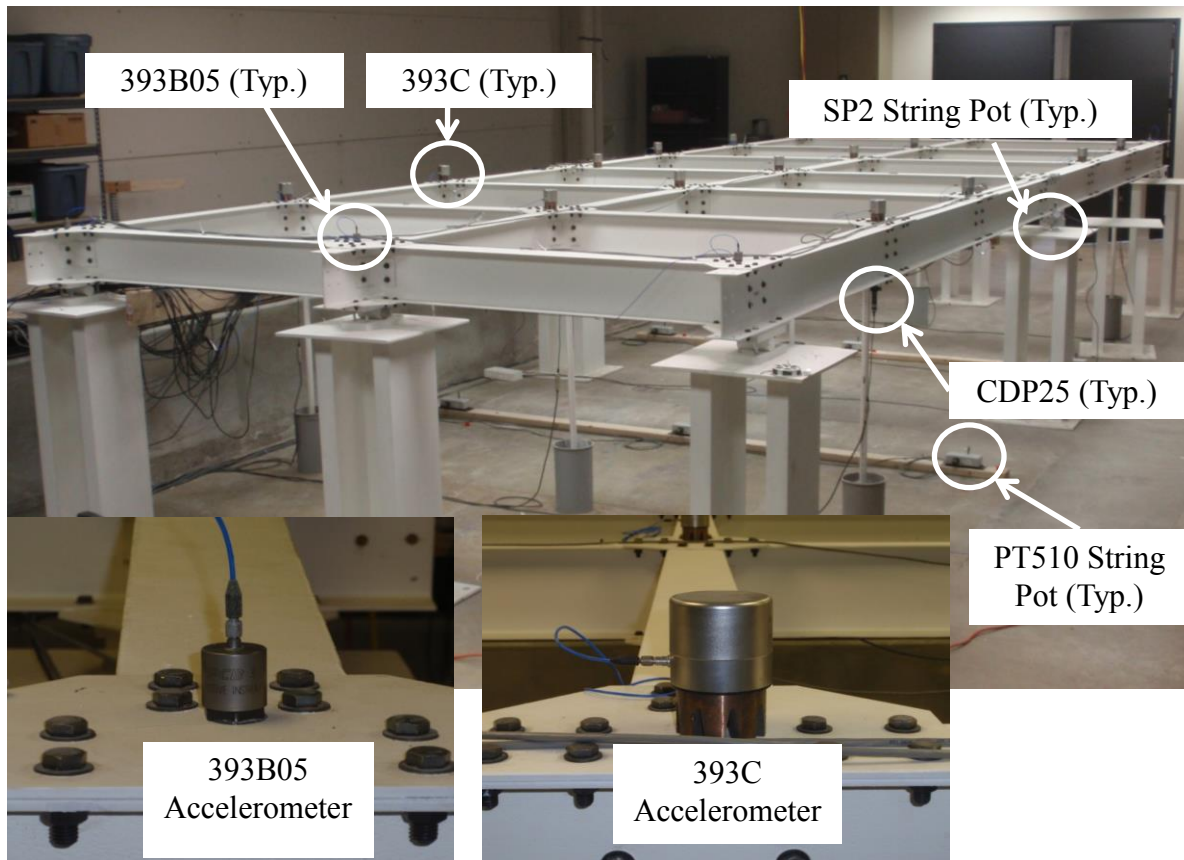 393B05 (Typ.)
393C (Typ.)
SP2 String Pot (Typ.)
CDP25 (Typ.)
PT510 String
Pot (Typ.)
393B05
Accelerometer
393C
Accelerometer